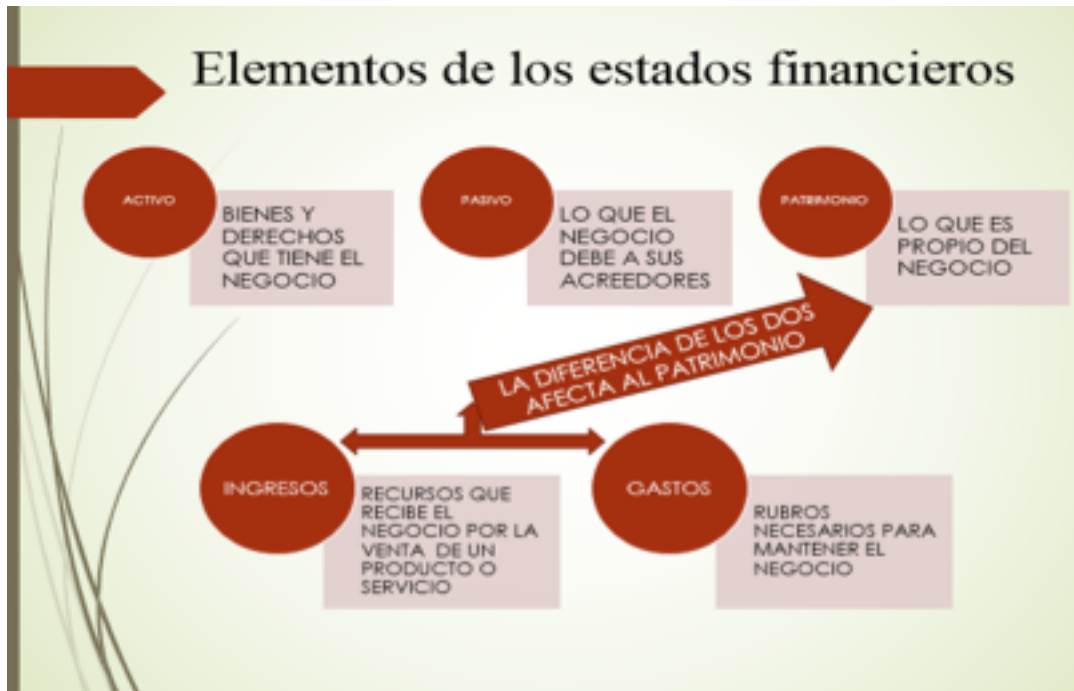 Elementos de los estados financieros
ACTIVO
BIENES Y
DERECHOS
QUE TIENE EL
NEGOCIO
PASIVO
LO QUE EL
NEGOCIO
DEBE A SUS
ACREEDORES
PATRIMONIO
LO QUE ES
PROPIO DEL
NEGOCIO
LA DIFERENCIA DE LOS DOS
AFECTA AL PATRIMONIO
INGRESOS
RECURSOS QUE
RECIBE EL
NEGOCIO POR LA
VENTA DE UN
PRODUCTO O
SERVICIO
GASTOS
RUBROS
NECESARIOS PARA
MANTENER EL
NEGOCIO